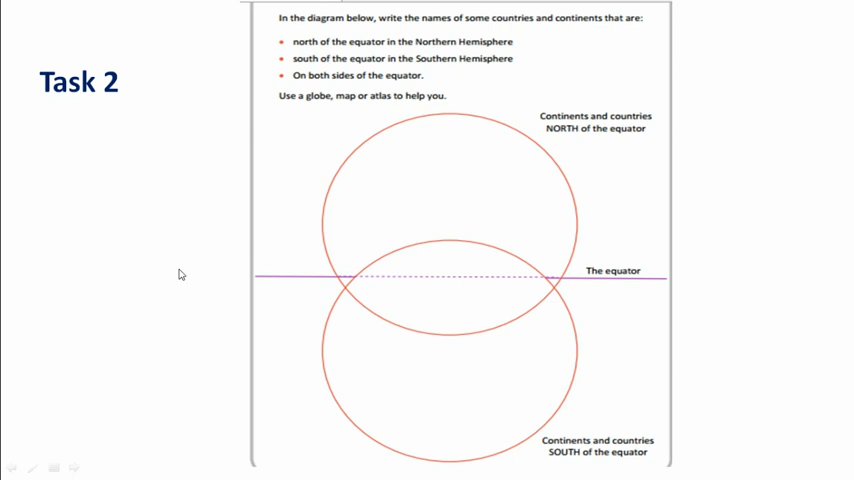 Task 2
In the diagram below, write the names of some countries and continents that are:
• north of the equator in the Northern Hemisphere
• south of the equator in the Southern Hemisphere
• On both sides of the equator.
Use a globe, map or atlas to help you.
Continents and countries
NORTH of the equator
The equator
Continents and countries
SOUTH of the equator